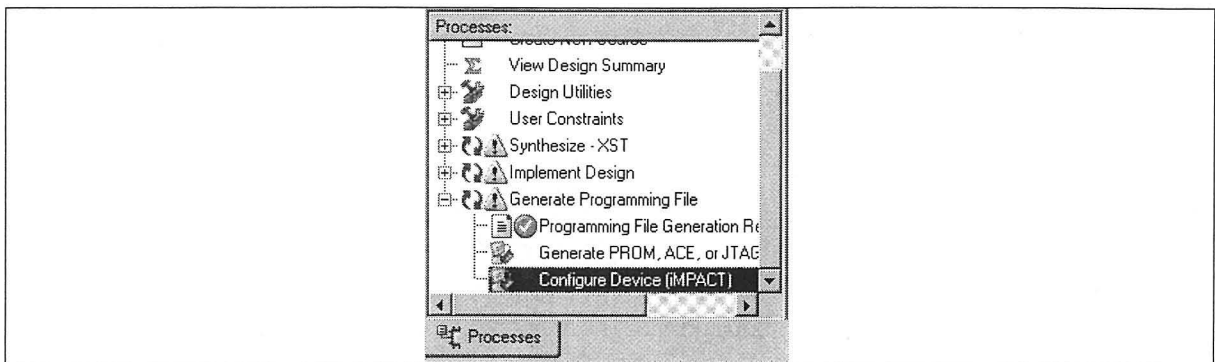 Processes:
View Design Summary
Design Utilities
User Constraints
Synthesize - XST
Implement Design
Generate Programming File
Programming File Generation Re
Generate PROM, ACE, or JTAG
Configure Device (iMPACT)
Processes